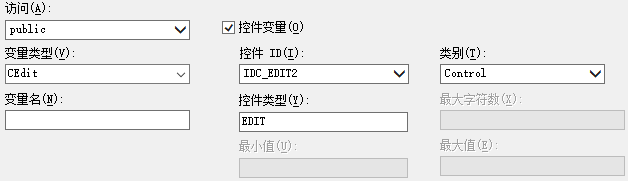 访问(A):
public
控件变量(O)
变量类型(V):
控件 ID(I):
类别(T):
CEdit
IDC_EDIT2
Control
变量名(N):
控件类型(Y):
最大字符数(X):
EDIT
最小值(U):
最大值(E):